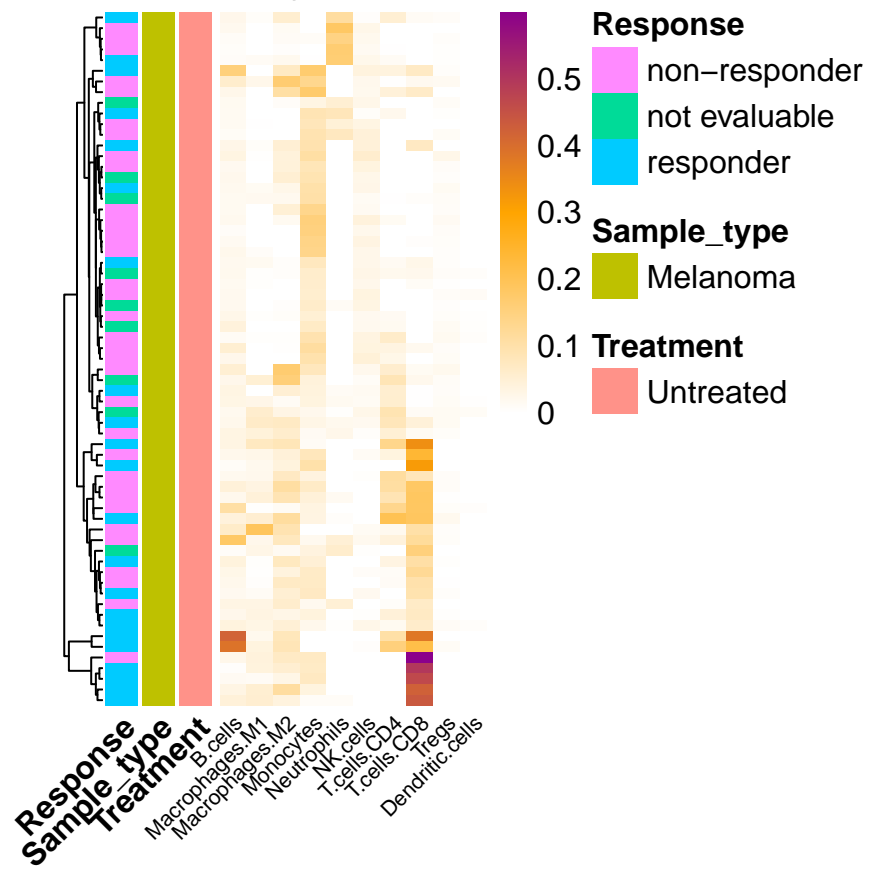 Response
non−responder
not evaluable
responder
Sample_type
Melanoma
Treatment
Untreated
0.5
0.4
0.3
0.2
0.1
0
Response
Sample_type
Treatment
B.cells
Macrophages.M1
Macrophages.M2
Monocytes
Neutrophils
NK.cells
T.cells.CD4
T.cells.CD8
Tregs
Dendritic.cells